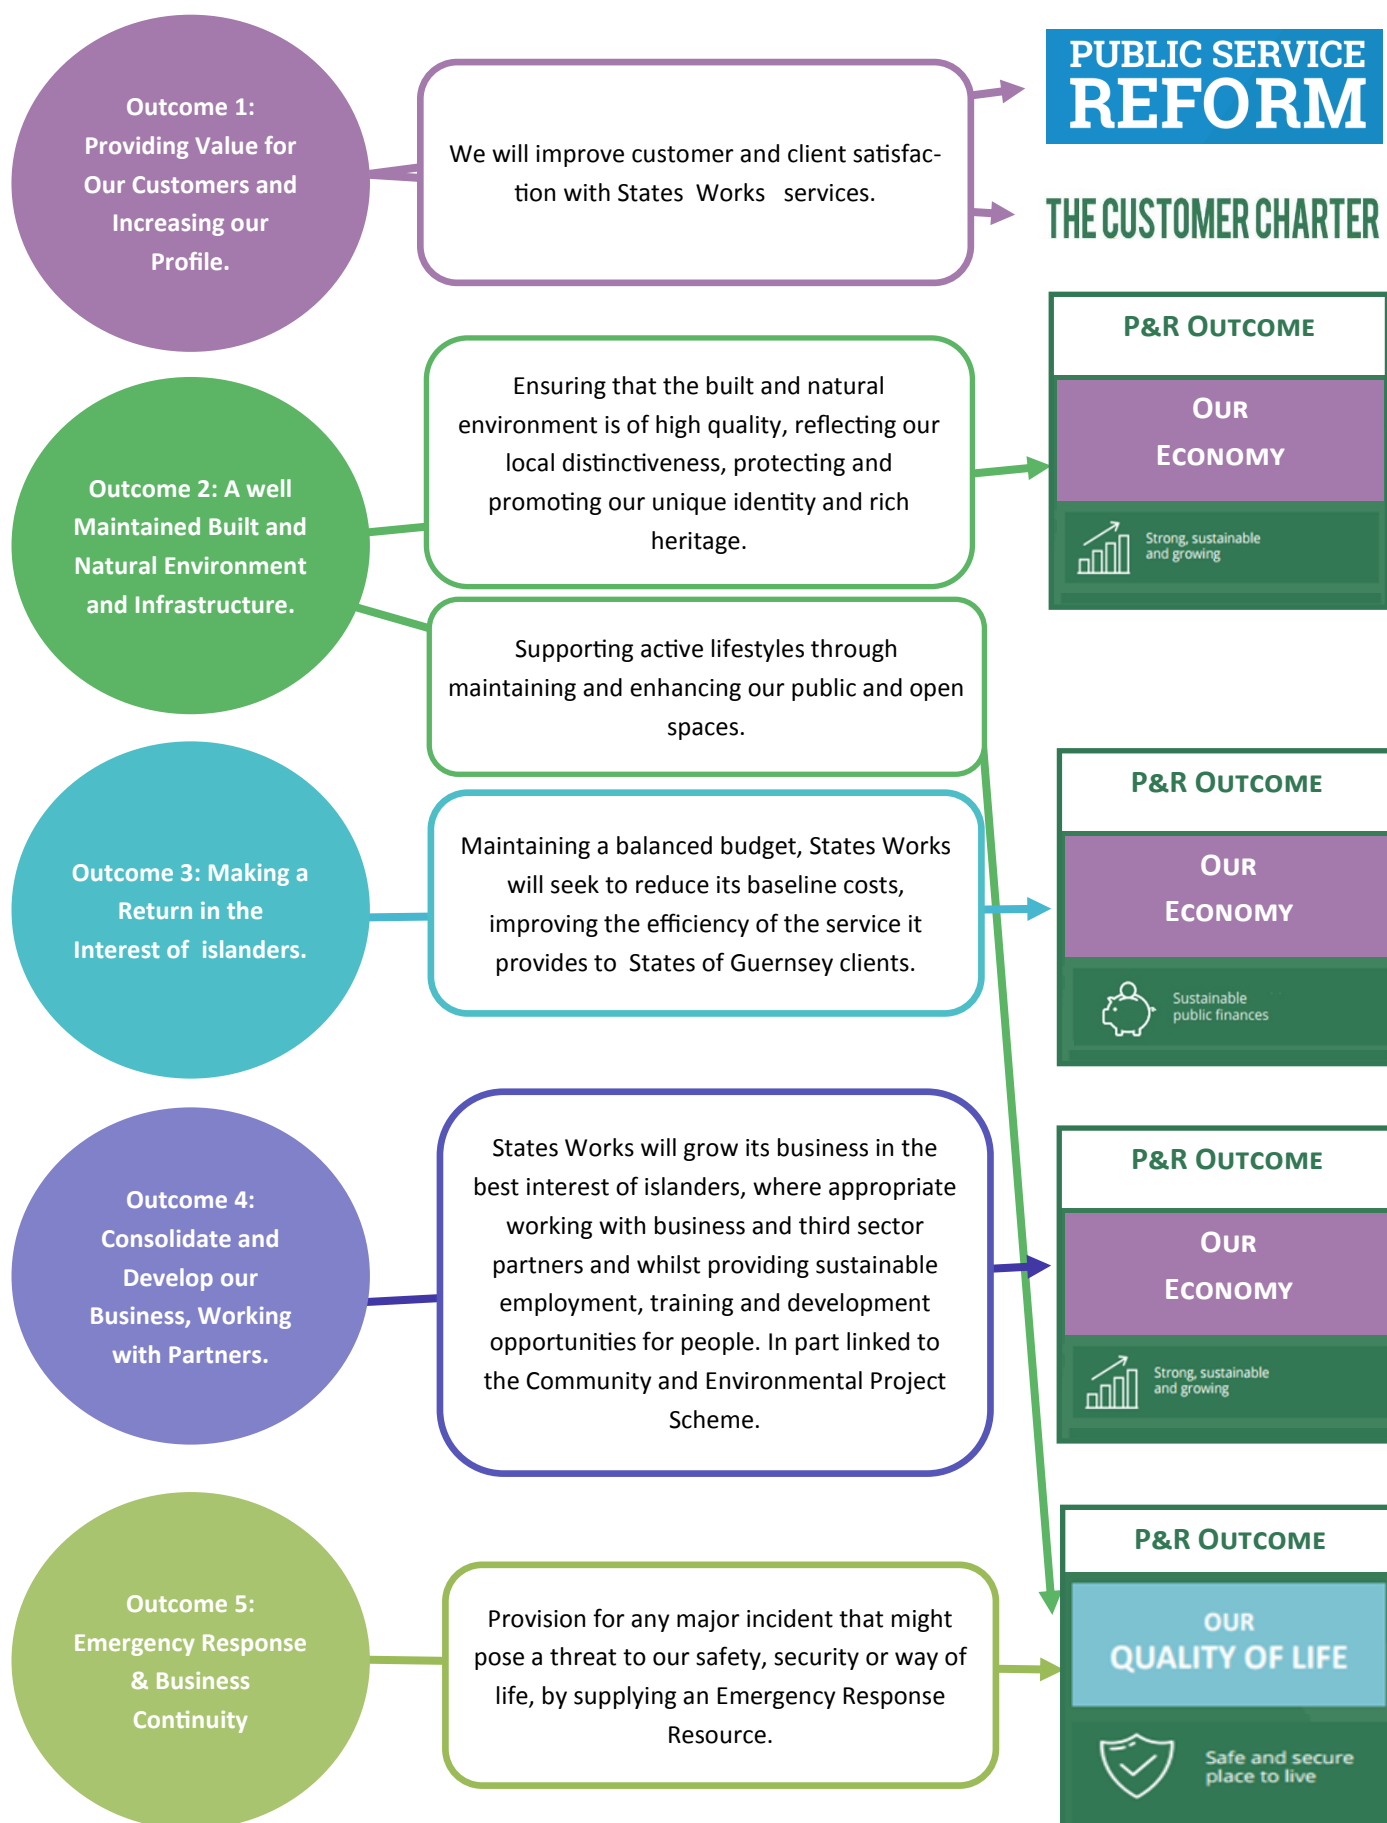 Outcome 1:
Providing Value for
Our Customers and
Increasing our
Profile.
We will improve customer and client satisfac-
tion with States Works services.
PUBLIC SERVICE
REFORM
THE CUSTOMER CHARTER
Outcome 2: A well
Maintained Built and
Natural Environment
and Infrastructure.
Ensuring that the built and natural
environment is of high quality, reflecting our
local distinctiveness, protecting and
promoting our unique identity and rich
heritage.
P&R OUTCOME
OUR
ECONOMY
Strong, sustainable
and growing
Supporting active lifestyles through
maintaining and enhancing our public and open
spaces.
Outcome 3: Making a
Return in the
Interest of islanders.
Maintaining a balanced budget, States Works
will seek to reduce its baseline costs,
improving the efficiency of the service it
provides to States of Guernsey clients.
P&R OUTCOME
OUR
ECONOMY
Sustainable
public finances
Outcome 4:
Consolidate and
Develop our
Business, Working
with Partners.
States Works will grow its business in the
best interest of islanders, where appropriate
working with business and third sector
partners and whilst providing sustainable
employment, training and development
opportunities for people. In part linked to
the Community and Environmental Project
Scheme.
P&R OUTCOME
OUR
ECONOMY
Strong, sustainable
and growing
Outcome 5:
Emergency Response
& Business
Continuity
Provision for any major incident that might
pose a threat to our safety, security or way of
life, by supplying an Emergency Response
Resource.
P&R OUTCOME
OUR
QUALITY OF LIFE
Safe and secure
place to live